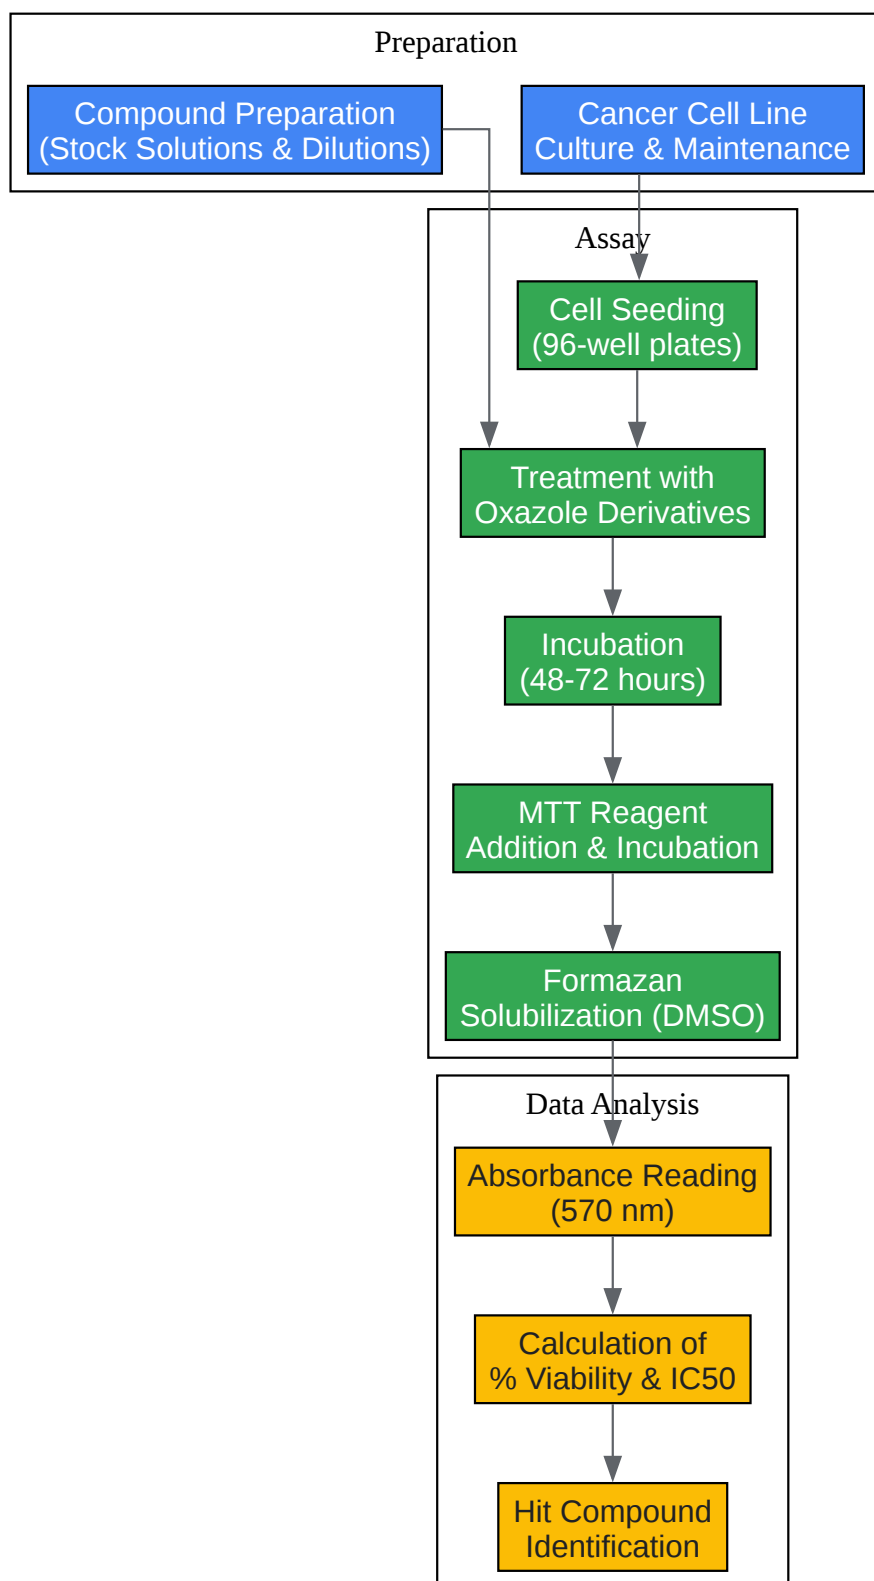 Preparation
Compound Preparation
(Stock Solutions & Dilutions)
Cancer Cell Line
Culture & Maintenance
Assay
Cell Seeding
(96-well plates)
Treatment with
Oxazole Derivatives
Incubation
(48-72 hours)
MTT Reagent
Addition & Incubation
Formazan
Solubilization (DMSO)
Data Analysis
Absorbance Reading
(570 nm)
Calculation of
% Viability & IC50
Hit Compound
Identification